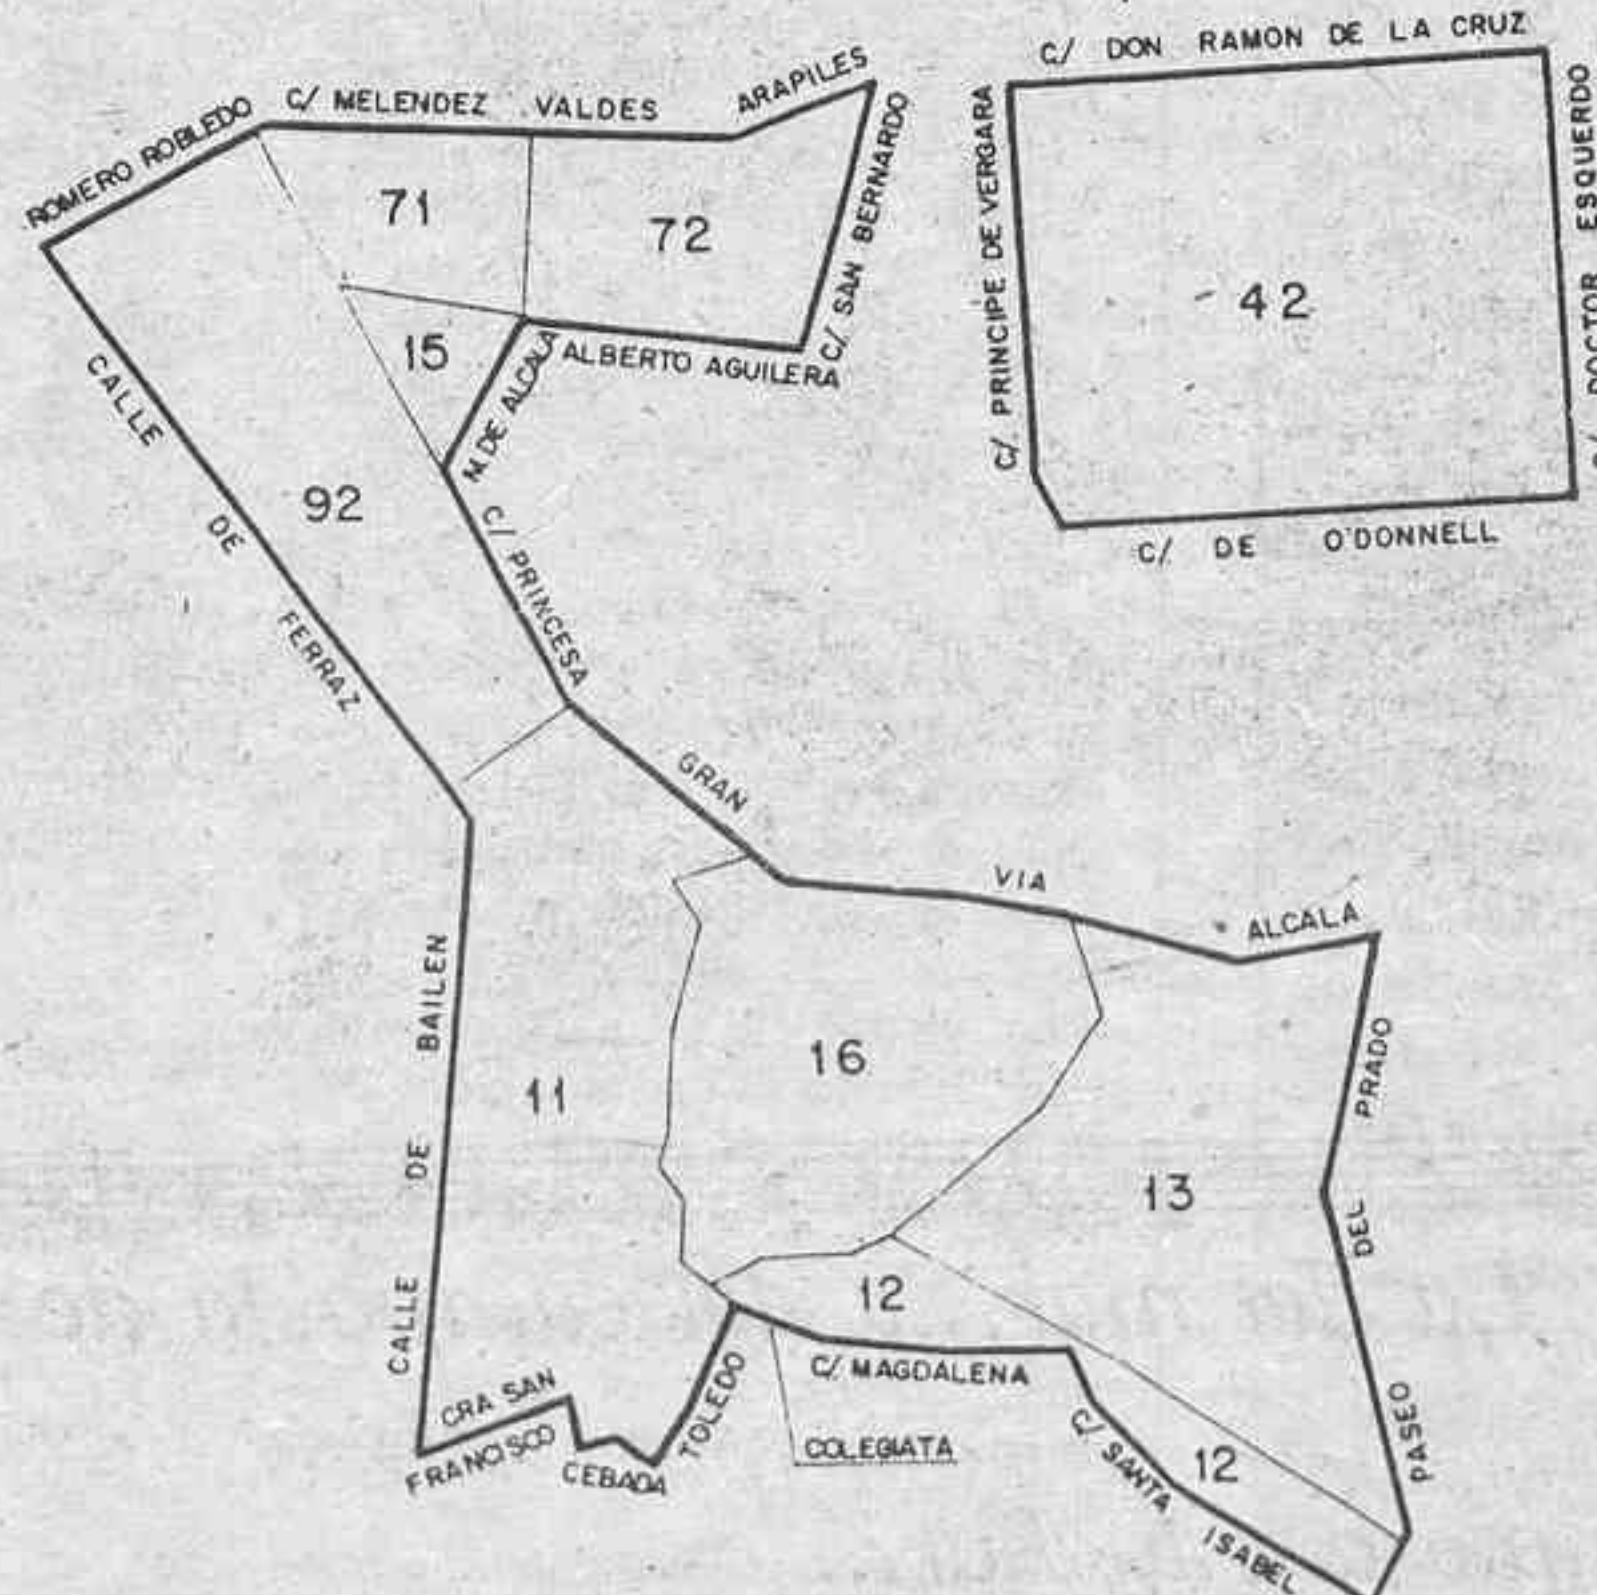 C/ DON RAMON DE LA CRUZ
C/ PRINCIPE DE VERGARA
C/ DOCTOR ESQUERDO
42
C/ DE O'DONNELL
ROMERO ROBLEDO
C/ MELENDEZ VALDES
ARAPILES
C/ SAN BERNARDO
71
72
15
M. DE ALCALA
ALBERTO AGUILERA
92
CALLE DE FERRAZ
C/ PRINCESA
GRAN VIA
ALCALA
PRADO
DEL
PASEO
CALLE DE BAILEN
11
16
13
12
C/ MAGDALENA
CRA SAN
FRANCISCO
CEBADA
TOLEDO
COLEGIATA
C/ SANTA ISABEL
12